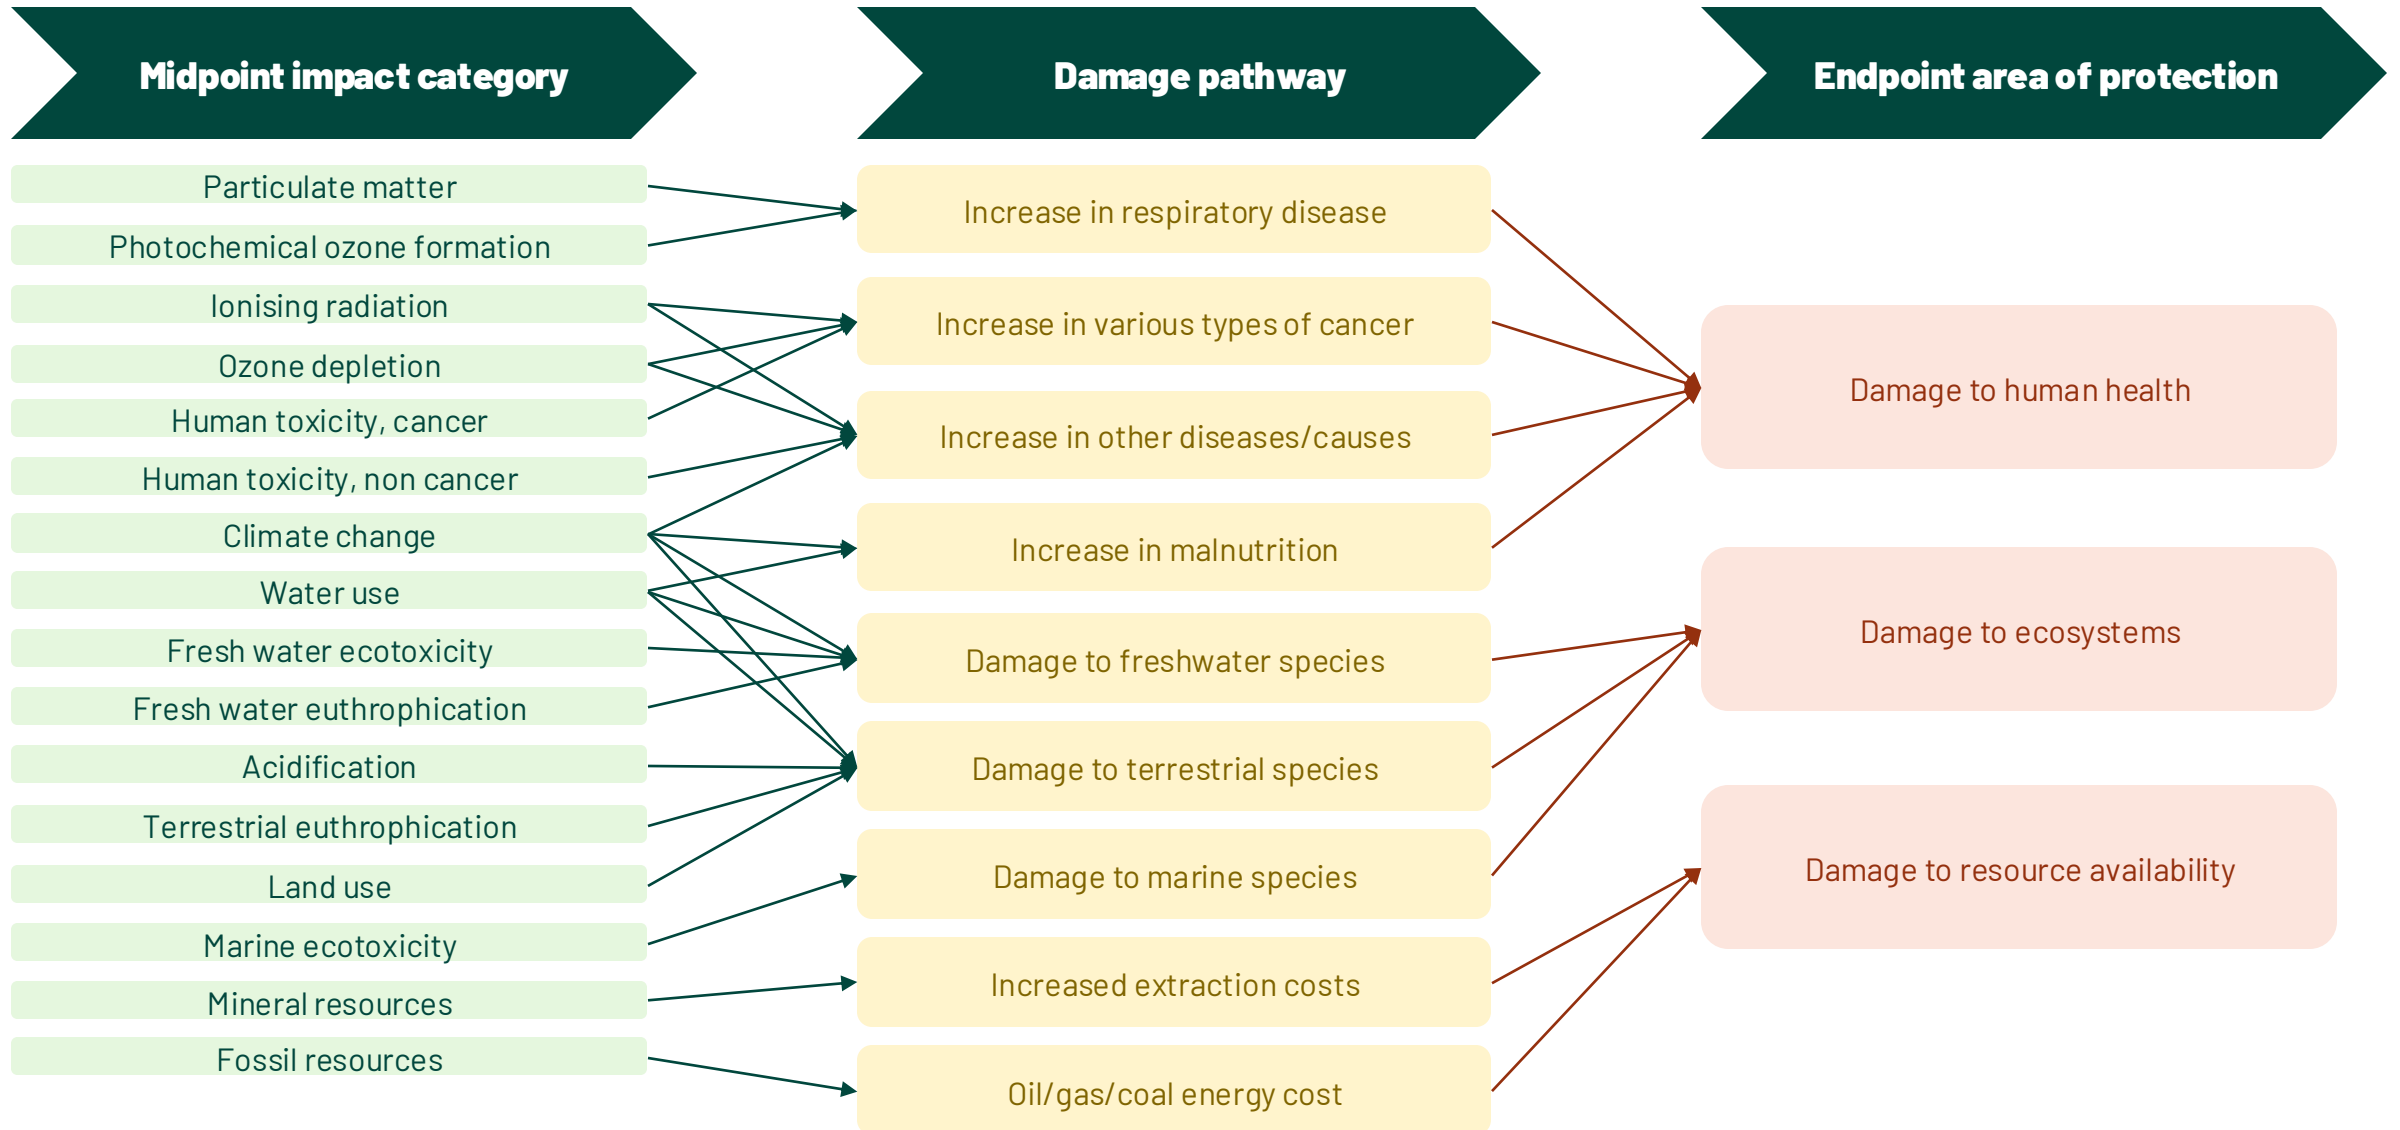 Midpoint impact category
Damage pathway
Endpoint area of protection
Particulate matter
Photochemical ozone formation
Ionising radiation
Ozone depletion
Human toxicity, cancer
Human toxicity, non cancer
Climate change
Water use
Fresh water ecotoxicity
Fresh water euthrophication
Acidification
Terrestrial euthrophication
Land use
Marine ecotoxicity
Mineral resources
Fossil resources
Increase in respiratory disease
Increase in various types of cancer
Increase in other diseases/causes
Increase in malnutrition
Damage to freshwater species
Damage to terrestrial species
Damage to marine species
Increased extraction costs
Oil/gas/coal energy cost
Damage to human health
Damage to ecosystems
Damage to resource availability